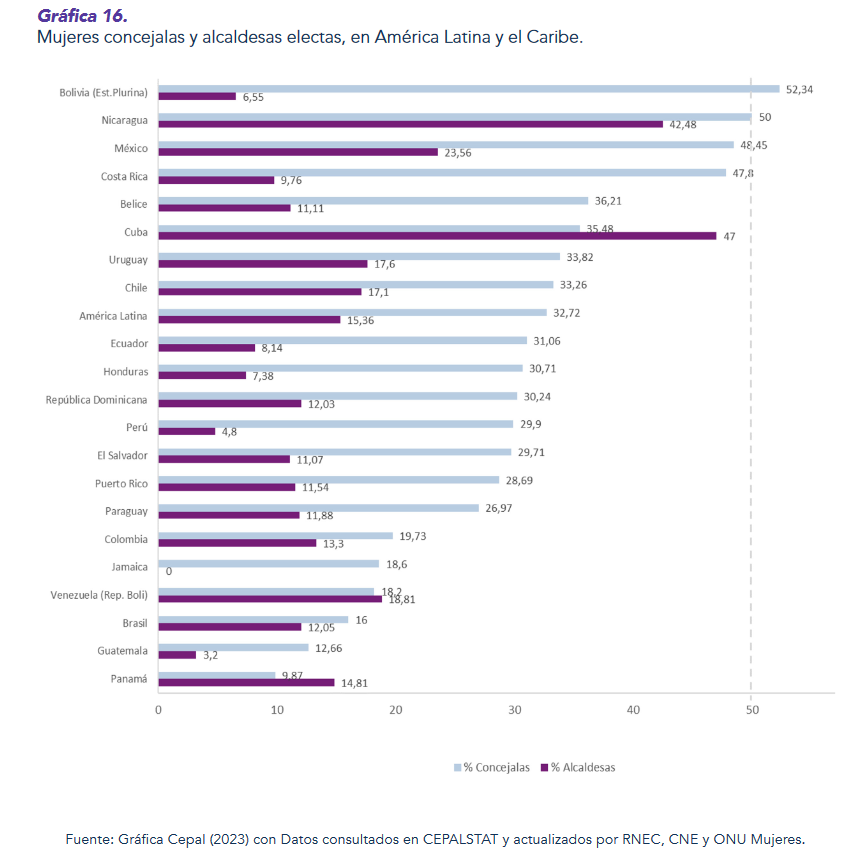 Gráfica 16.
Mujeres concejalas y alcaldesas electas, en América Latina y el Caribe.
Bolivia (Est.Plurina)
52,34
6,55
Nicaragua
50
42,48
México
48,45
23,56
Costa Rica
47,8
9,76
Belice
36,21
11,11
Cuba
35,48
47
Uruguay
33,82
17,6
Chile
33,26
17,1
América Latina
32,72
15,36
Ecuador
31,06
8,14
Honduras
30,71
7,38
República Dominicana
30,24
12,03
Perú
29,9
4,8
El Salvador
29,71
11,07
Puerto Rico
28,69
11,54
Paraguay
26,97
11,88
Colombia
19,73
13,3
Jamaica
18,6
0
Venezuela (Rep. Boli)
18,2
18,81
Brasil
16
12,05
Guatemala
12,66
3,2
Panamá
9,87
14,81
0 10 20 30 40 50
% Concejalas % Alcaldesas
Fuente: Gráfica Cepal (2023) con Datos consultados en CEPALSTAT y actualizados por RNEC, CNE y ONU Mujeres.